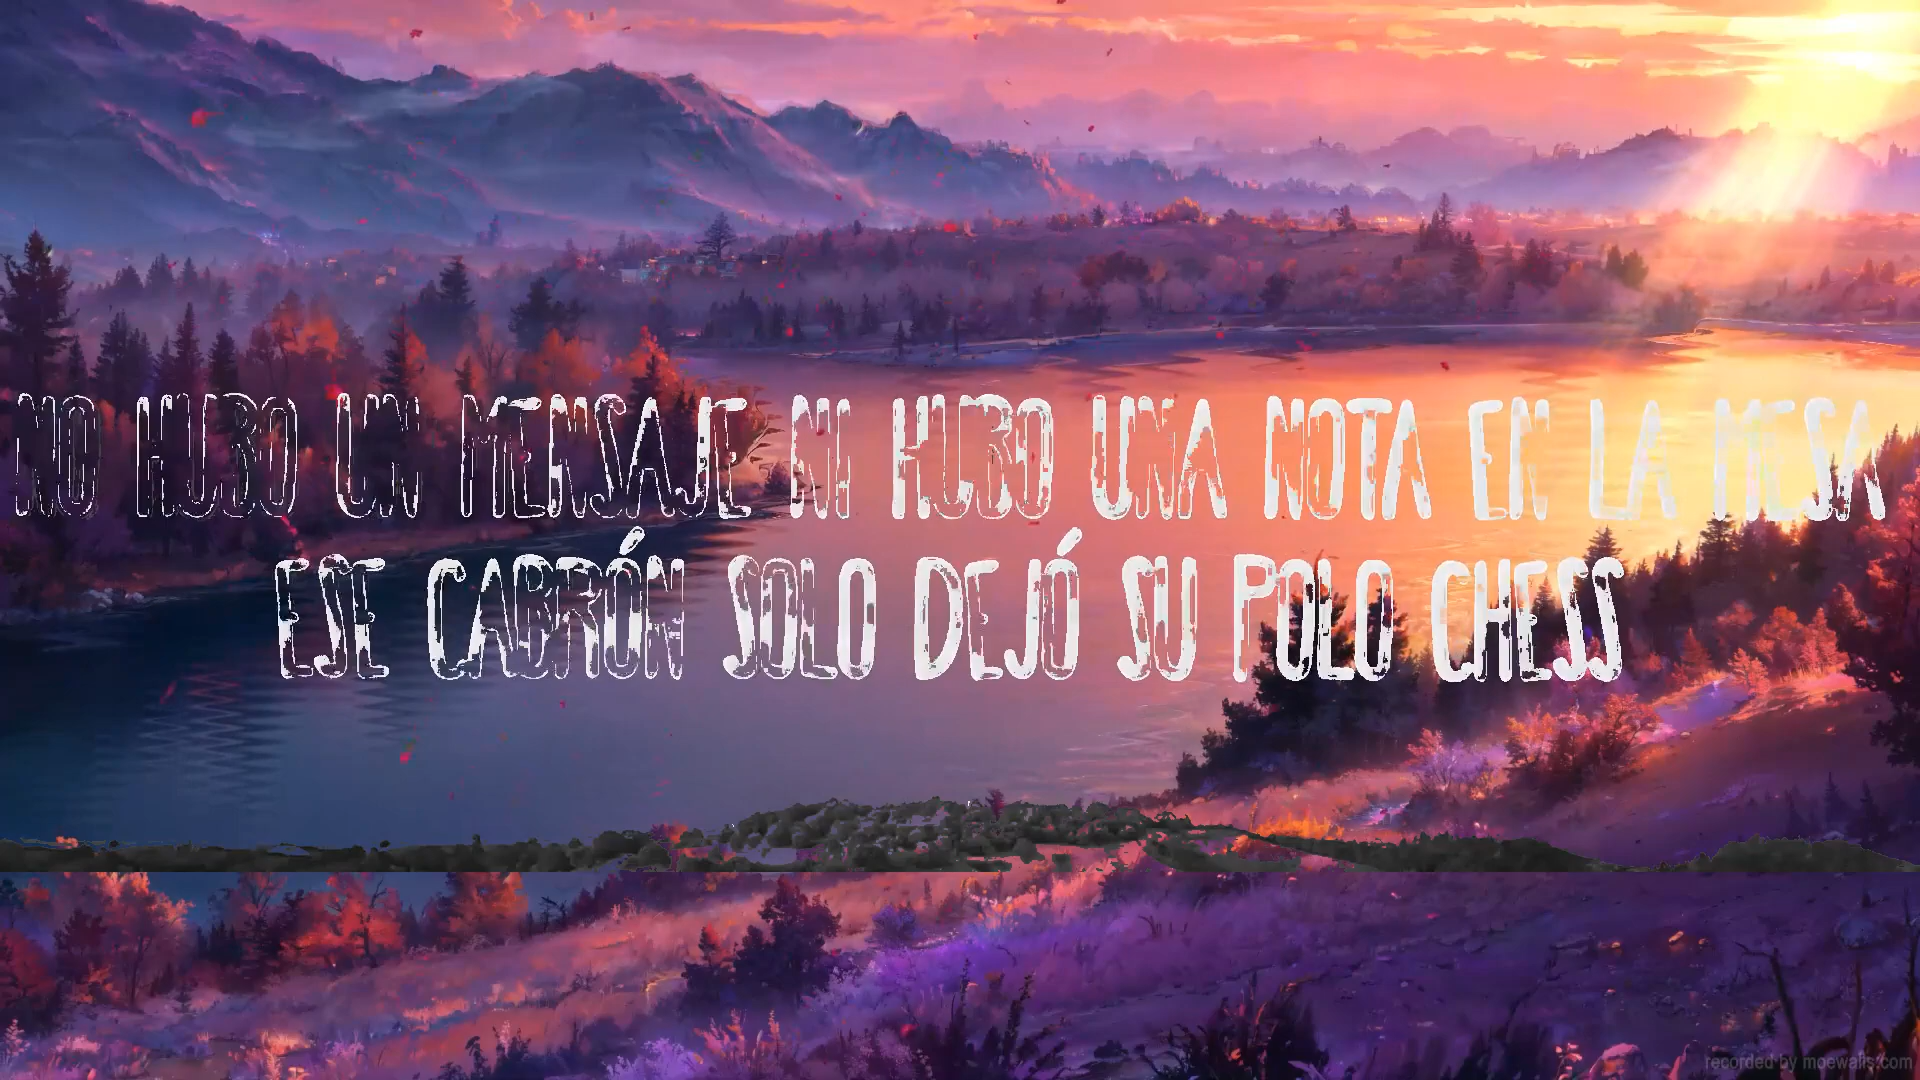 NO HUBO UN MENSAJE NI HUBO UNA NOTA EN LA MESA
ESE CABRÓN SOLO DEJÓ SU POLO CHESS
recorded by moewalls.com